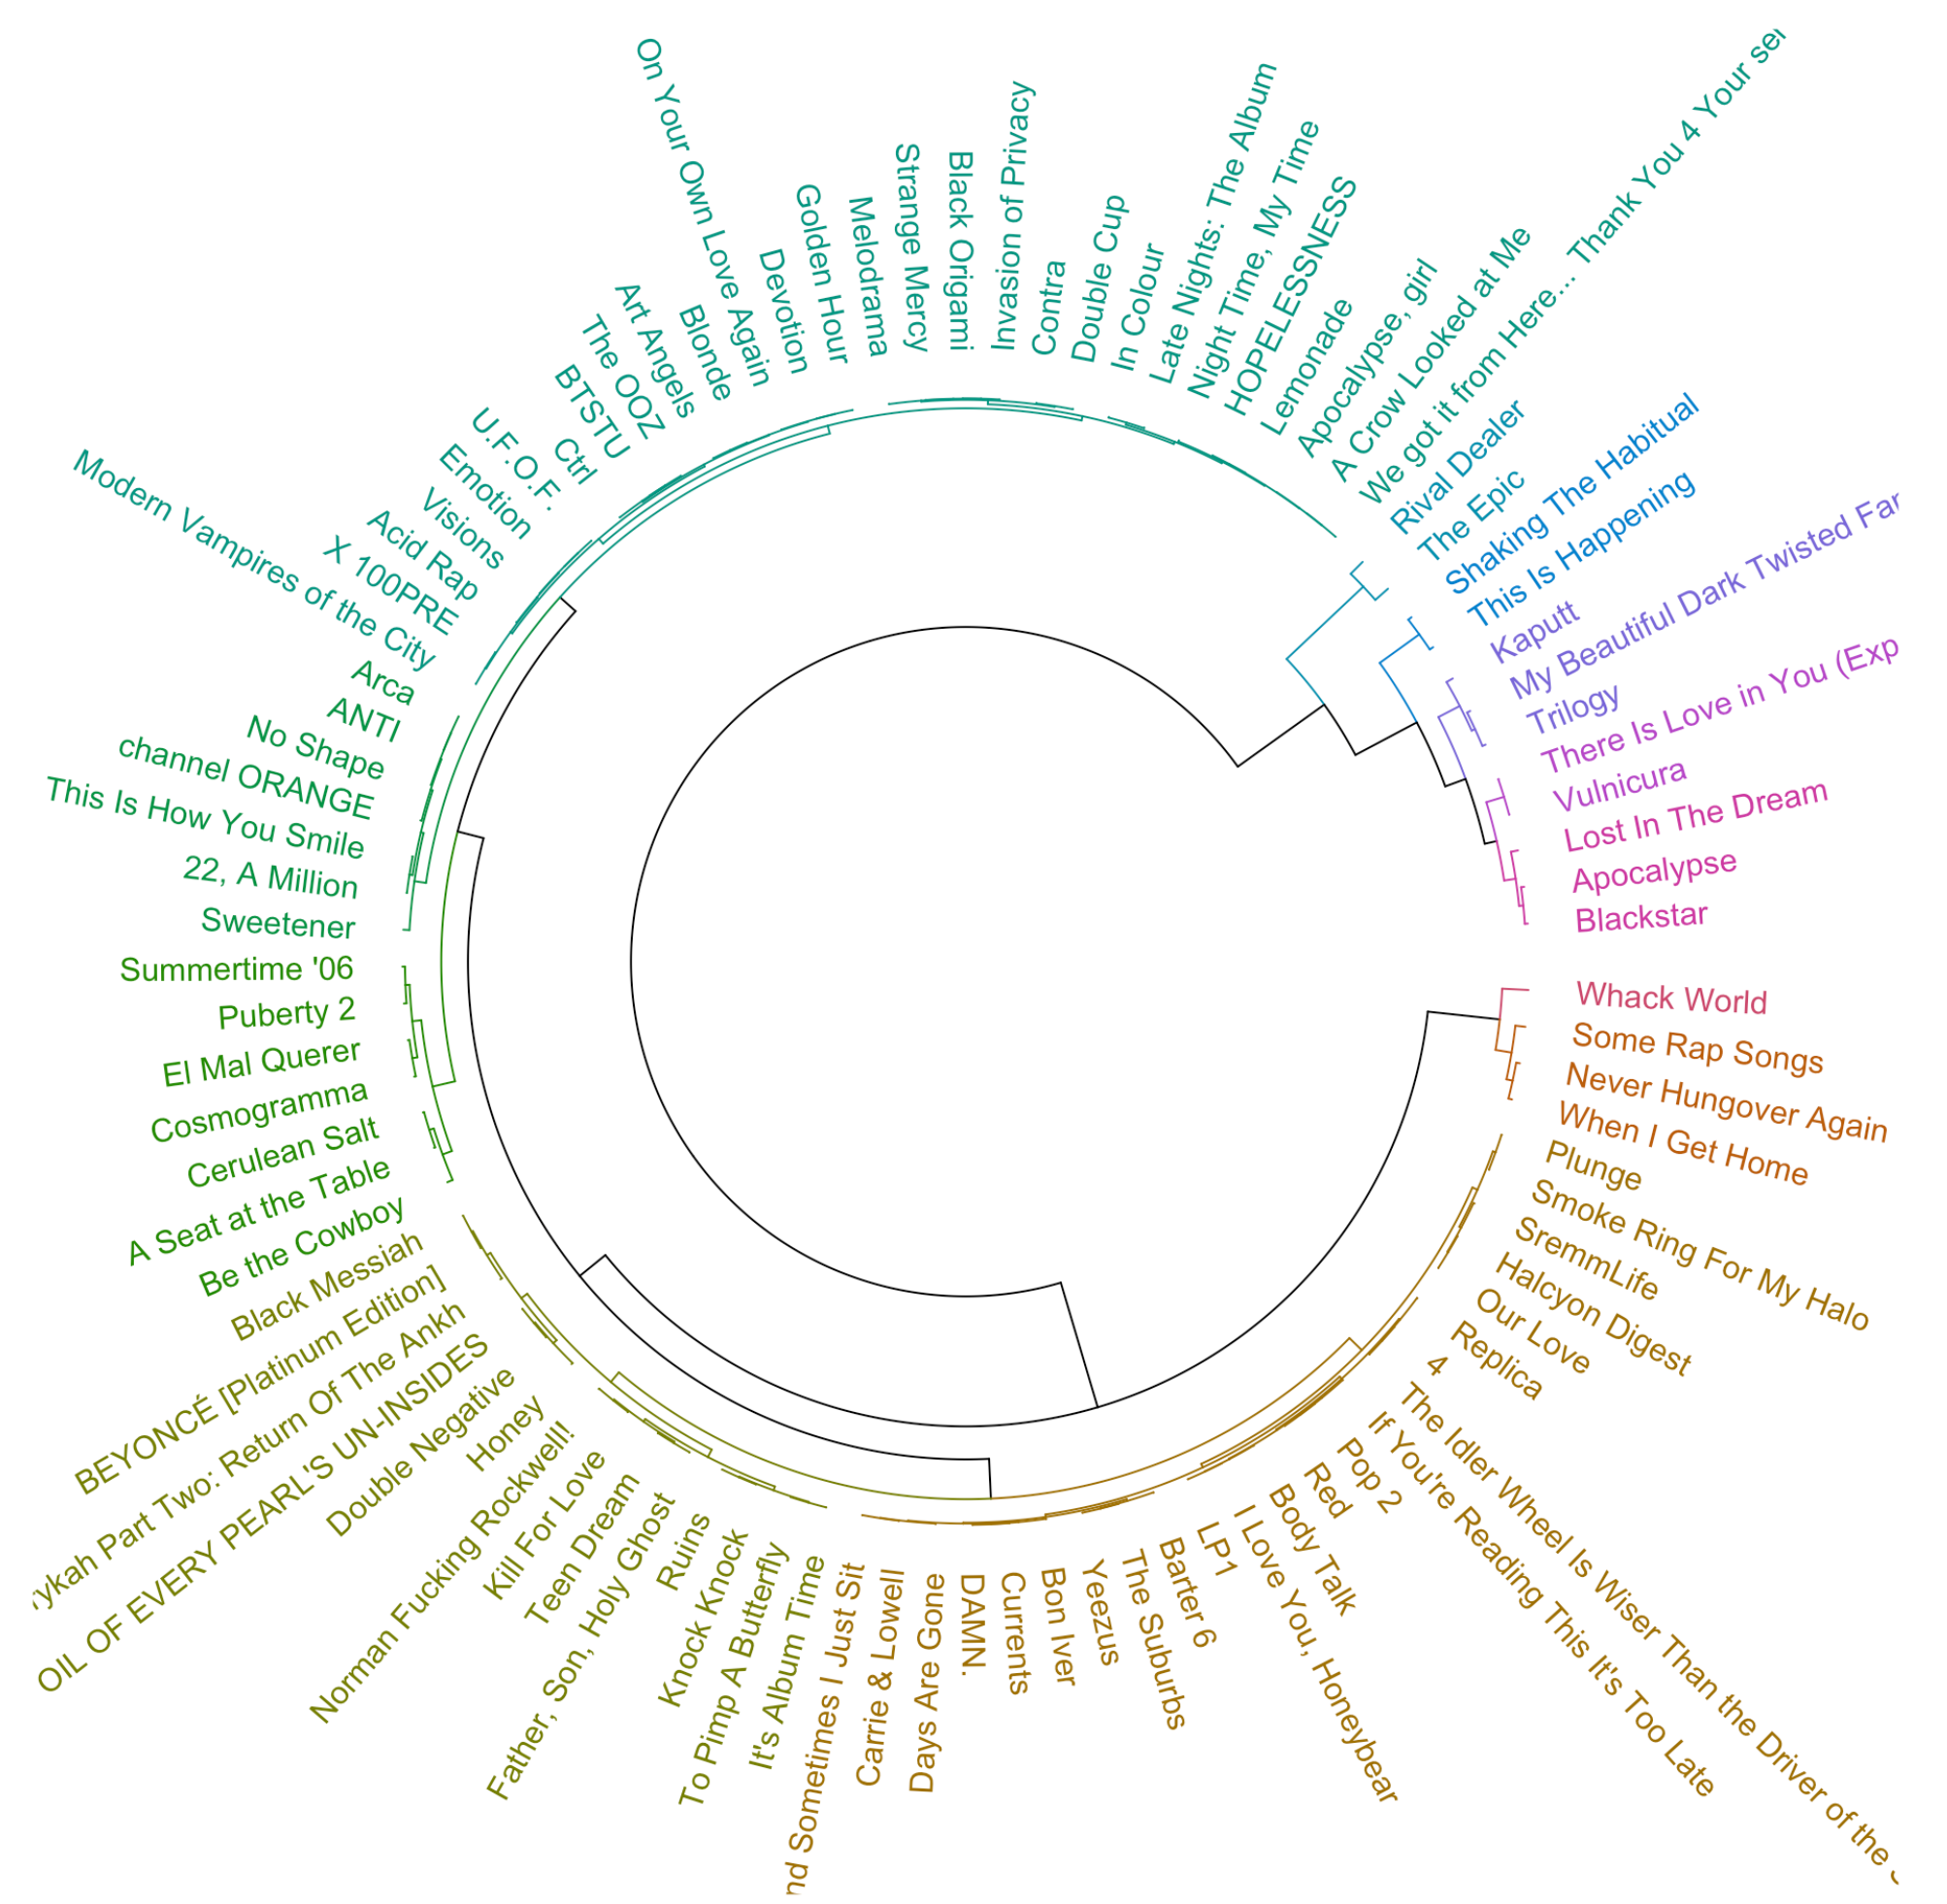 Modern Vampires of the City
X 100PRE
Acid Rap
Visions
Emotion
U.F.O.F.
Ctrl
BTSTU
The OOZ
Art Angels
Blonde
On Your Own Love Again
Devotion
Golden Hour
Melodrama
Strange Mercy
Black Origami
Invasion of Privacy
Contra
Double Cup
In Colour
Late Nights: The Album
Night Time, My Time
HOPELESSNESS
Lemonade
Apocalypse, girl
A Crow Looked at Me
We got it from Here... Thank You 4 Your ser
Rival Dealer
The Epic
Shaking The Habitual
This Is Happening
Kaputt
My Beautiful Dark Twisted Fan
Trilogy
There Is Love in You (Exp
Vulnicura
Lost In The Dream
Apocalypse
Blackstar
Whack World
Some Rap Songs
Never Hungover Again
When I Get Home
Plunge
Smoke Ring For My Halo
SremmLife
Halcyon Digest
Our Love
Replica
4
The Idler Wheel Is Wiser Than the Driver of the
If You're Reading This It's Too Late
Pop 2
Red
Body Talk
I Love You, Honeybear
LP1
Barter 6
The Suburbs
Yeezus
Bon Iver
Currents
DAMN.
Days Are Gone
Carrie & Lowell
nd Sometimes I Just Sit
It's Album Time
To Pimp A Butterfly
Knock Knock
Ruins
Father, Son, Holy Ghost
Teen Dream
Kill For Love
Norman Fucking Rockwell!
Honey
Double Negative
OIL OF EVERY PEARL'S UN-INSIDES
ykah Part Two: Return Of The Ankh
BEYONCÉ [Platinum Edition]
Black Messiah
Be the Cowboy
A Seat at the Table
Cerulean Salt
Cosmogramma
El Mal Querer
Puberty 2
Summertime '06
Sweetener
22, A Million
This Is How You Smile
channel ORANGE
No Shape
ANTI
Arca